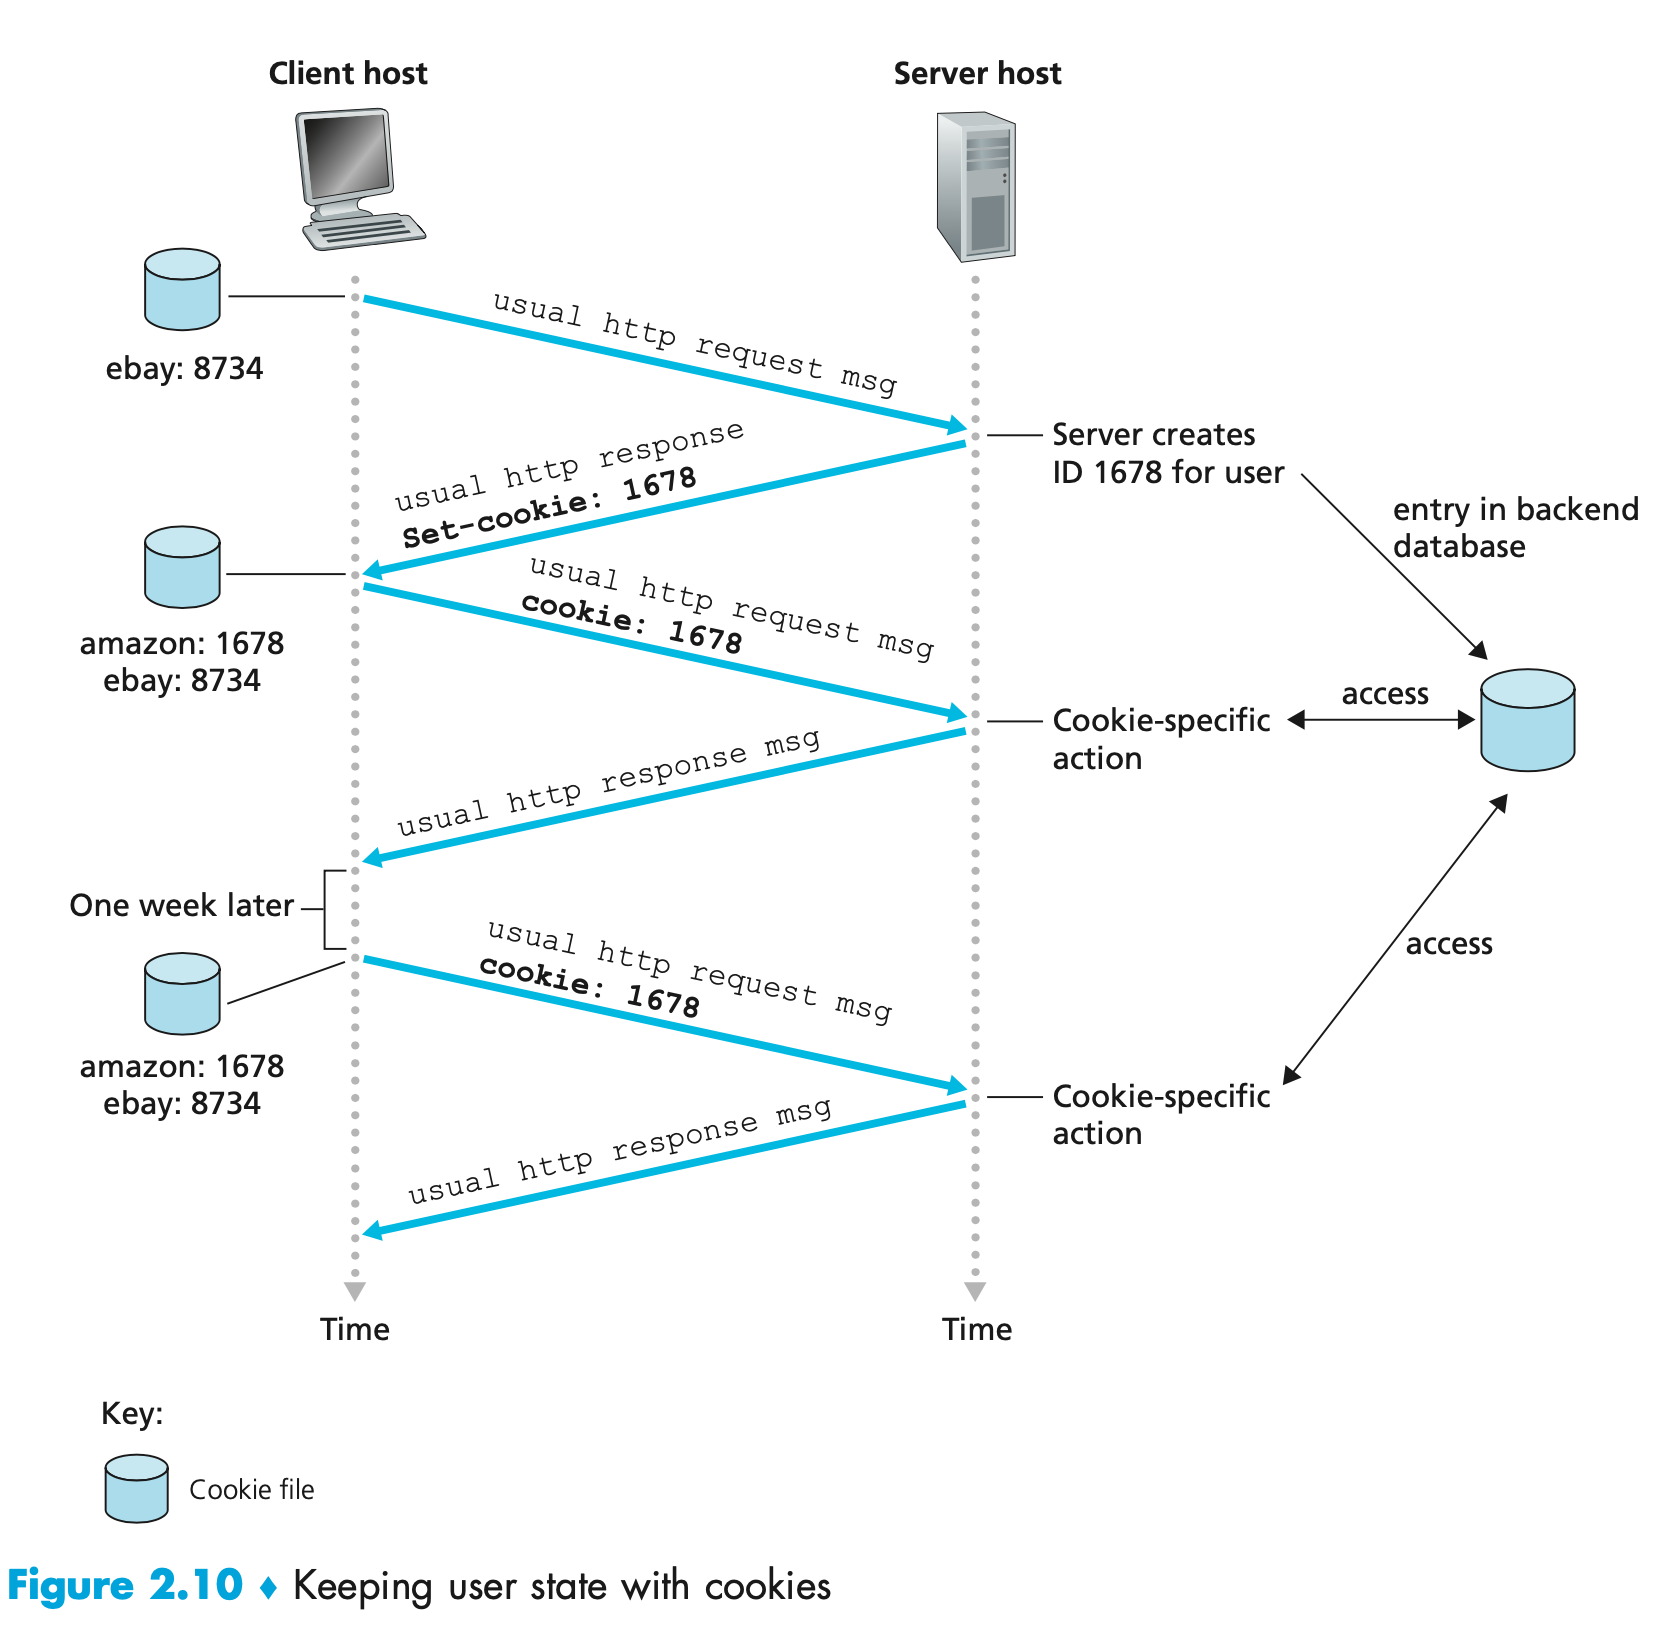 Client host
Server host
usual http request msg
ebay: 8734
Server creates
ID 1678 for user
usual http response
Set-cookie: 1678
entry in backend
database
amazon: 1678
ebay: 8734
usual http request msg
cookie: 1678
access
Cookie-specific
action
usual http response msg
One week later
usual http request msg
cookie: 1678
access
amazon: 1678
ebay: 8734
Cookie-specific
action
usual http response msg
Time
Time
Key:
Cookie file
Figure 2.10 ♦ Keeping user state with cookies